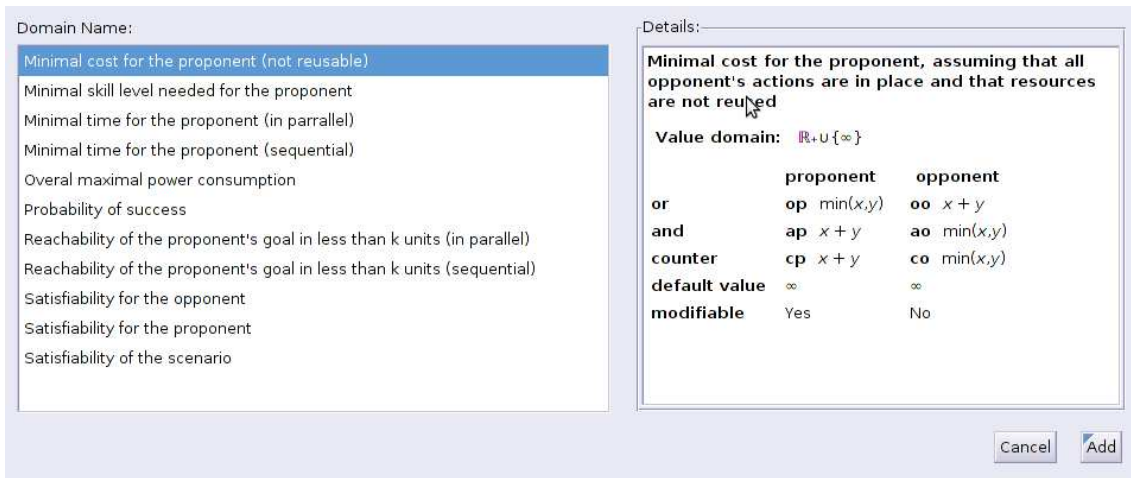 Domain Name:
Minimal cost for the proponent (not reusable)
Minimal skill level needed for the proponent
Minimal time for the proponent (in parrallel)
Minimal time for the proponent (sequential)
Overal maximal power consumption
Probability of success
Reachability of the proponent's goal in less than k units (in parallel)
Reachability of the proponent's goal in less than k units (sequential)
Satisfiability for the opponent
Satisfiability for the proponent
Satisfiability of the scenario
Details:
Minimal cost for the proponent, assuming that all
opponent's actions are in place and that resources
are not reused
Value domain: ℝ₊∪{∞}
proponent opponent
or op min(x,y) oo x + y
and ap x + y ao min(x,y)
counter cp x + y co min(x,y)
default value ∞ ∞
modifiable Yes No
Cancel Add